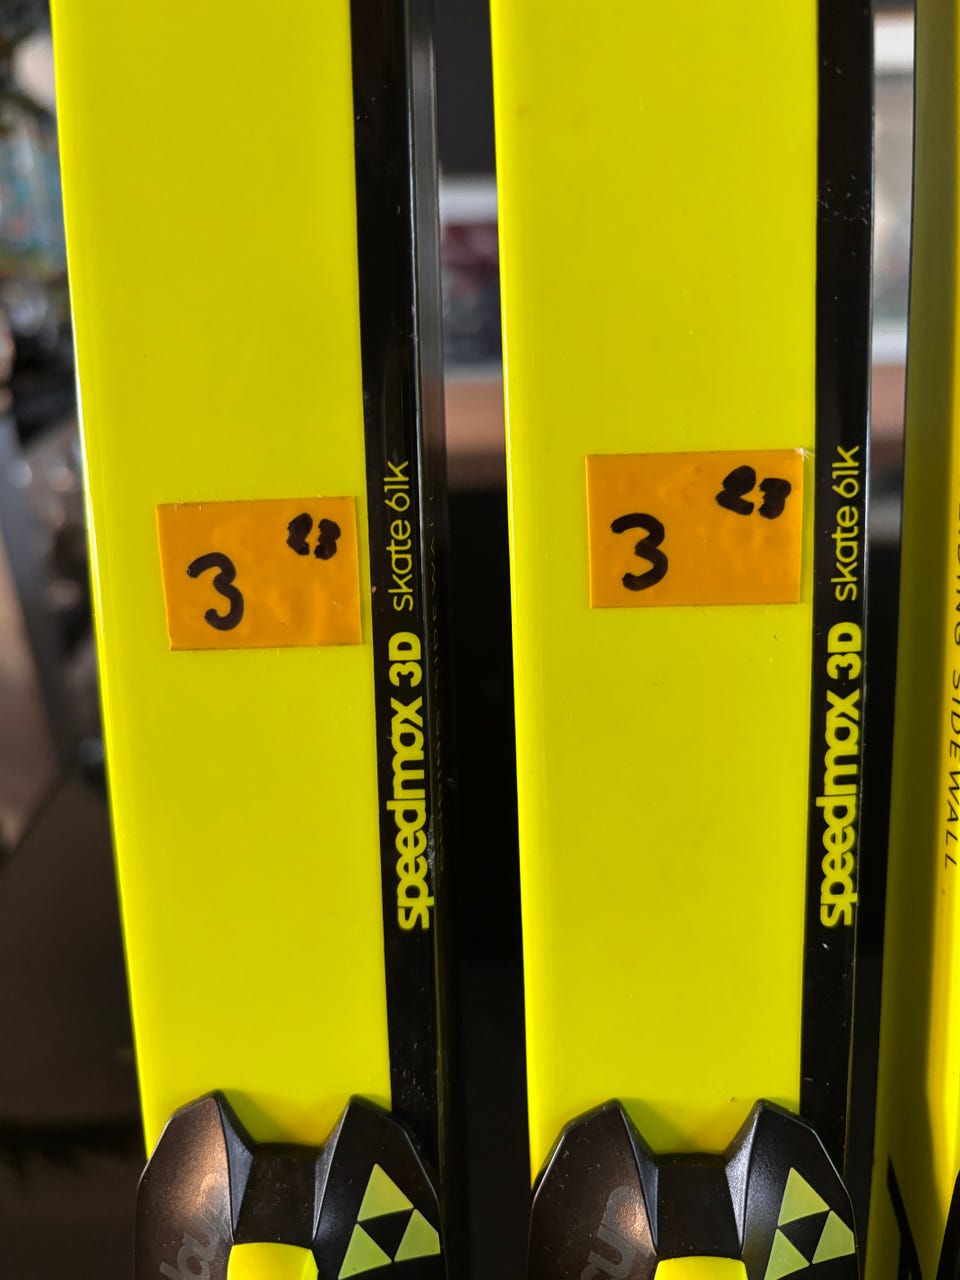 3 23
speedmax 3D skate 61k
3 23
speedmax 3D skate 61k
SIDEWALL